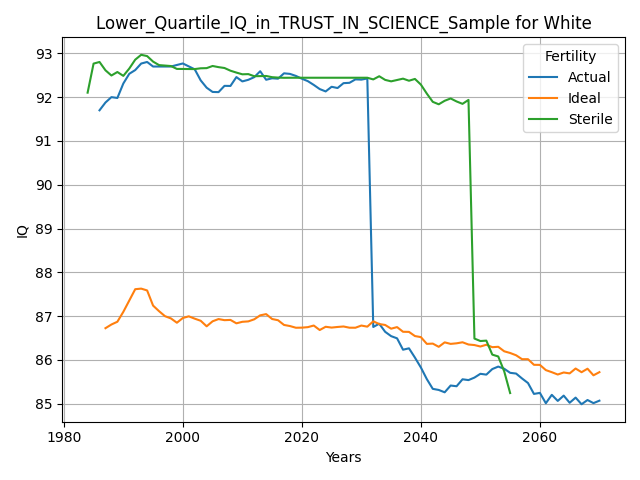 Lower_Quartile_IQ_in_TRUST_IN_SCIENCE_Sample for White
Fertility
Actual
Ideal
Sterile
IQ
93
92
91
90
89
88
87
86
85
1980
2000
2020
2040
2060
Years